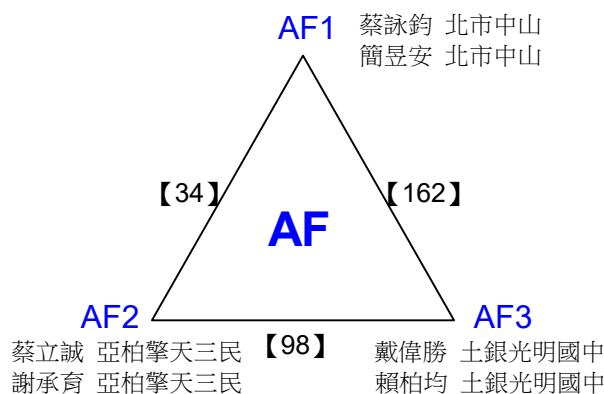 AF1
蔡詠鈞 北市中山
簡昱安 北市中山
【34】
【162】
AF
AF2
AF3
蔡立誠 亞柏擎天三民
謝承育 亞柏擎天三民
【98】
戴偉勝 土銀光明國中
賴柏均 土銀光明國中